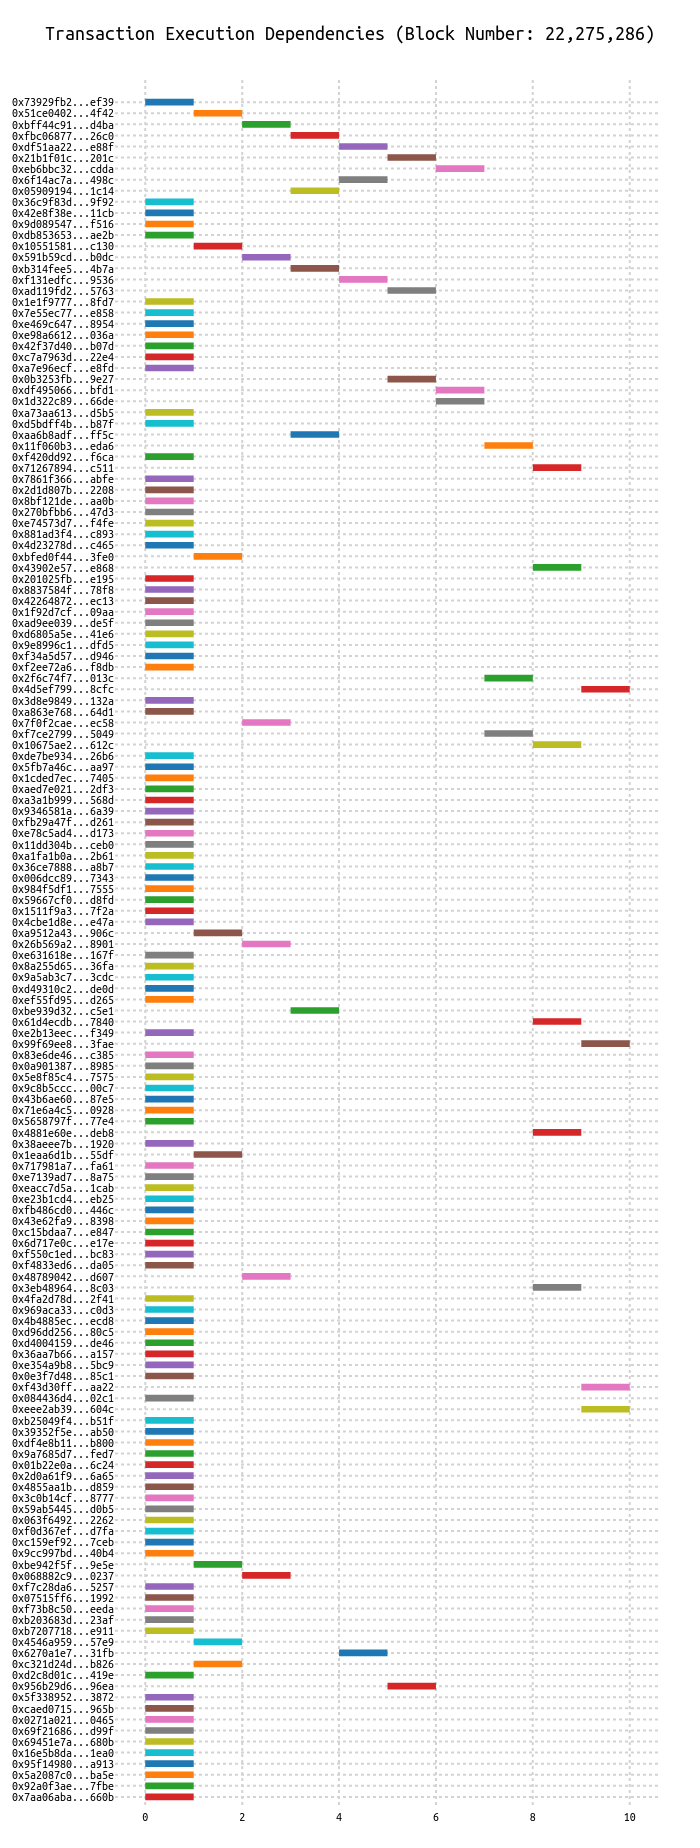 Transaction Execution Dependencies (Block Number: 22,275,286)
0x73929fb2...ef39
0x51ce0402...4f42
0xbff44c91...d4ba
0xfbc06877...26c0
0xdf51aa22...e88f
0x21b1f01c...201c
0xeb6bbc32...cdda
0x6f14ac7a...498c
0x05909194...1c14
0x36c9f83d...9f92
0x42e8f38e...11cb
0x9d089547...f516
0xdb853653...ae2b
0x10551581...c130
0x591b59cd...b0dc
0xb314fee5...4b7a
0xf131edfc...9536
0xad119fd2...5763
0x1e1f9777...8fd7
0x7e55ec77...e858
0xe469c647...8954
0xe98a6612...036a
0x42f37d40...b07d
0xc7a7963d...22e4
0xa7e96ecf...e8fd
0x0b3253fb...9e27
0xdf495066...bfd1
0x1d322c89...66de
0xa73aa613...d5b5
0xd5bdff4b...b87f
0xaa6b8adf...ff5c
0x11f060b3...eda6
0xf420dd92...f6ca
0x71267894...c511
0x7861f366...abfe
0x2d1d807b...2208
0x8bf121de...aa0b
0x270bfbb6...47d3
0xe74573d7...f4fe
0x881ad3f4...c893
0x4d23278d...c465
0xbfed0f44...3fe0
0x43902e57...e868
0x201025fb...e195
0x8837584f...78f8
0x42264872...ec13
0x1f92d7cf...09aa
0xad9ee039...de5f
0xd6805a5e...41e6
0x9e8996c1...dfd5
0xf34a5d57...d946
0xf2ee72a6...f8db
0x2f6c74f7...013c
0x4d5ef799...8cfc
0x3d8e9849...132a
0xa863e768...64d1
0x7f0f2cae...ec58
0xf7ce2799...5049
0x10675ae2...612c
0xde7be934...26b6
0x5fb7a46c...aa97
0x1cded7ec...7405
0xaed7e021...2df3
0xa3a1b999...568d
0x9346581a...6a39
0xfb29a47f...d261
0xe78c5ad4...d173
0x11dd304b...ceb0
0xa1fa1b0a...2b61
0x36ce7888...a8b7
0x006dcc89...7343
0x984f5df1...7555
0x59667cf0...d8fd
0x1511f9a3...7f2a
0x4cbe1d8e...e47a
0xa9512a43...906c
0x26b569a2...8901
0xe631618e...167f
0x8a255d65...36fa
0x9a5ab3c7...3cdc
0xd49310c2...de0d
0xef55fd95...d265
0xbe939d32...c5e1
0x61d4ecdb...7840
0xe2b13eec...f349
0x99f69ee8...3fae
0x83e6de46...c385
0x0a901387...8985
0x5e8f85c4...7575
0x9c8b5ccc...00c7
0x43b6ae60...87e5
0x71e6a4c5...0928
0x5658797f...77e4
0x4881e60e...deb8
0x38aeee7b...1920
0x1eaa6d1b...55df
0x717981a7...fa61
0xe7139ad7...8a75
0xeacc7d5a...1cab
0xe23b1cd4...eb25
0xfb486cd0...446c
0x43e62fa9...8398
0xc15bdaa7...e847
0x6d717e0c...e17e
0xf550c1ed...bc83
0xf4833ed6...da05
0x48789042...d607
0x3eb48964...8c03
0x4fa2d78d...2f41
0x969aca33...c0d3
0x4b4885ec...ecd8
0xd96dd256...80c5
0xd4004159...de46
0x36aa7b66...a157
0xe354a9b8...5bc9
0x0e3f7d48...85c1
0xf43d30ff...aa22
0x084436d4...02c1
0xeee2ab39...604c
0xb25049f4...b51f
0x39352f5e...ab50
0xdf4e8b11...b800
0x9a7685d7...fed7
0x01b22e0a...6c24
0x2d0a61f9...6a65
0x4855aa1b...d859
0x3c0b14cf...8777
0x59ab5445...d0b5
0x063f6492...2262
0xf0d367ef...d7fa
0xc159ef92...7ceb
0x9cc997bd...40b4
0xbe942f5f...9e5e
0x068882c9...0237
0xf7c28da6...5257
0x07515ff6...1992
0xf73b8c50...eeda
0xb203683d...23af
0xb7207718...e911
0x4546a959...57e9
0x6270a1e7...31fb
0xc321d24d...b826
0xd2c8d01c...419e
0x956b29d6...96ea
0x5f338952...3872
0xcaed0715...965b
0x0271a021...0465
0x69f21686...d99f
0x69451e7a...680b
0x16e5b8da...1ea0
0x95f14980...a913
0x5a2087c0...ba5e
0x92a0f3ae...7fbe
0x7aa06aba...660b
0 2 4 6 8 10